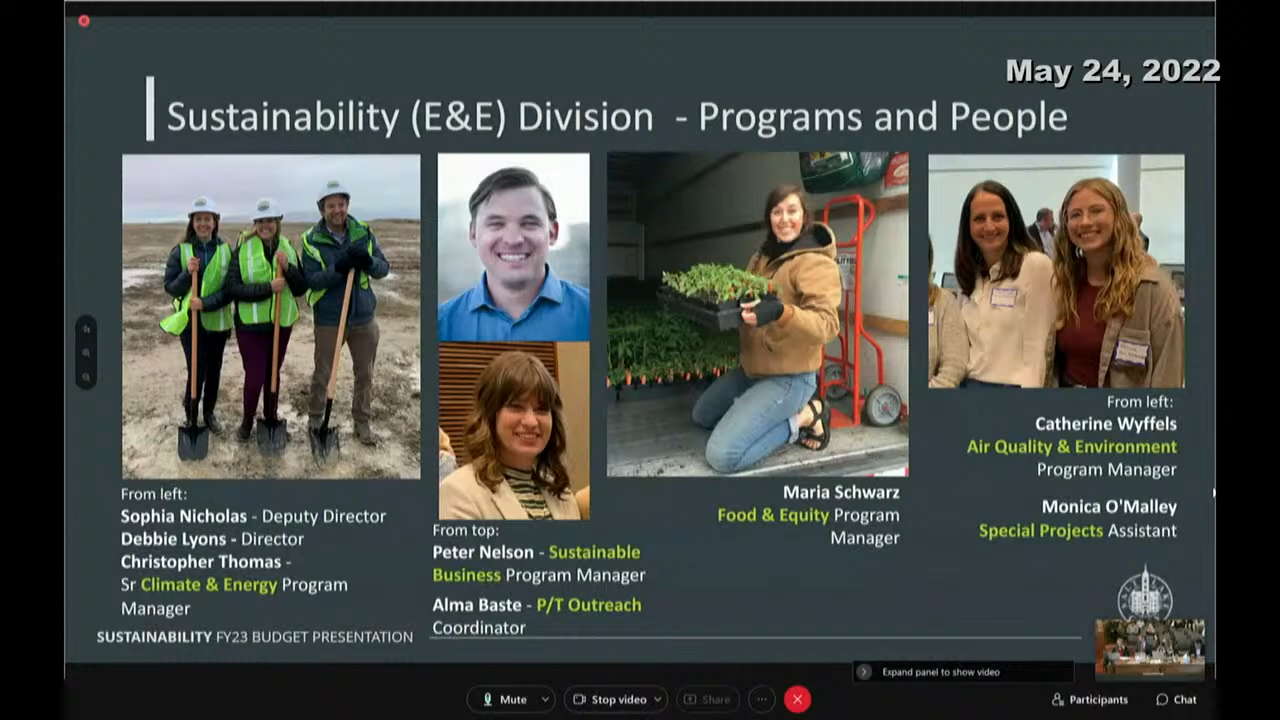 May 24, 2022
Sustainability (E&E) Division - Programs and People
From left:
Sophia Nicholas - Deputy Director
Debbie Lyons - Director
Christopher Thomas -
Sr Climate & Energy Program
Manager
From top:
Peter Nelson - Sustainable
Business Program Manager
Alma Baste - P/T Outreach
Coordinator
Maria Schwarz
Food & Equity Program
Manager
From left:
Catherine Wyffels
Air Quality & Environment
Program Manager
Monica O'Malley
Special Projects Assistant
SUSTAINABILITY FY23 BUDGET PRESENTATION
Expand panel to show video
Mute
Stop video
Share
Participants
Chat